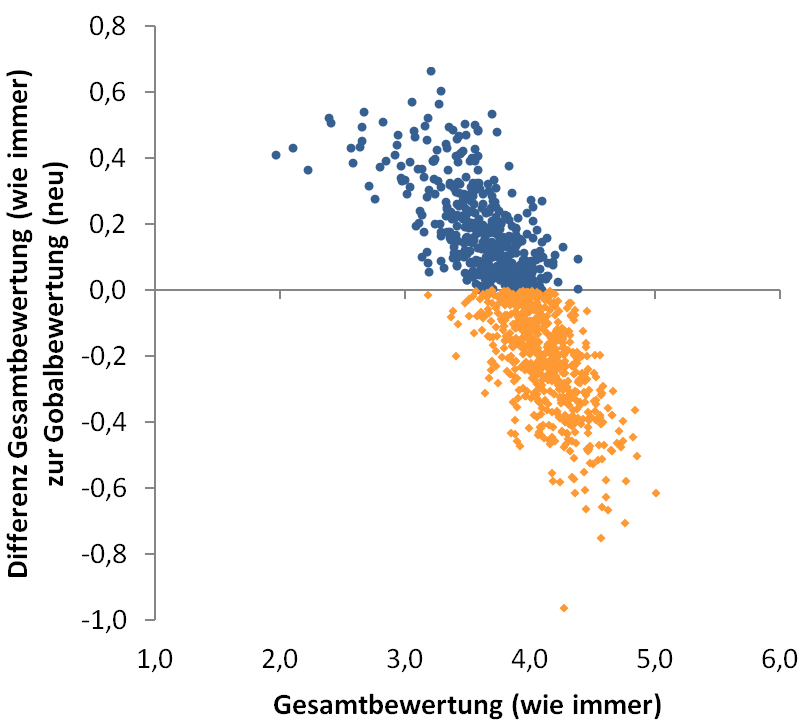 Differenz Gesamtbewertung (wie immer)
zur Gobalbewertung (neu)
0,8
0,6
0,4
0,2
0,0
-0,2
-0,4
-0,6
-0,8
-1,0
1,0 2,0 3,0 4,0 5,0 6,0
Gesamtbewertung (wie immer)